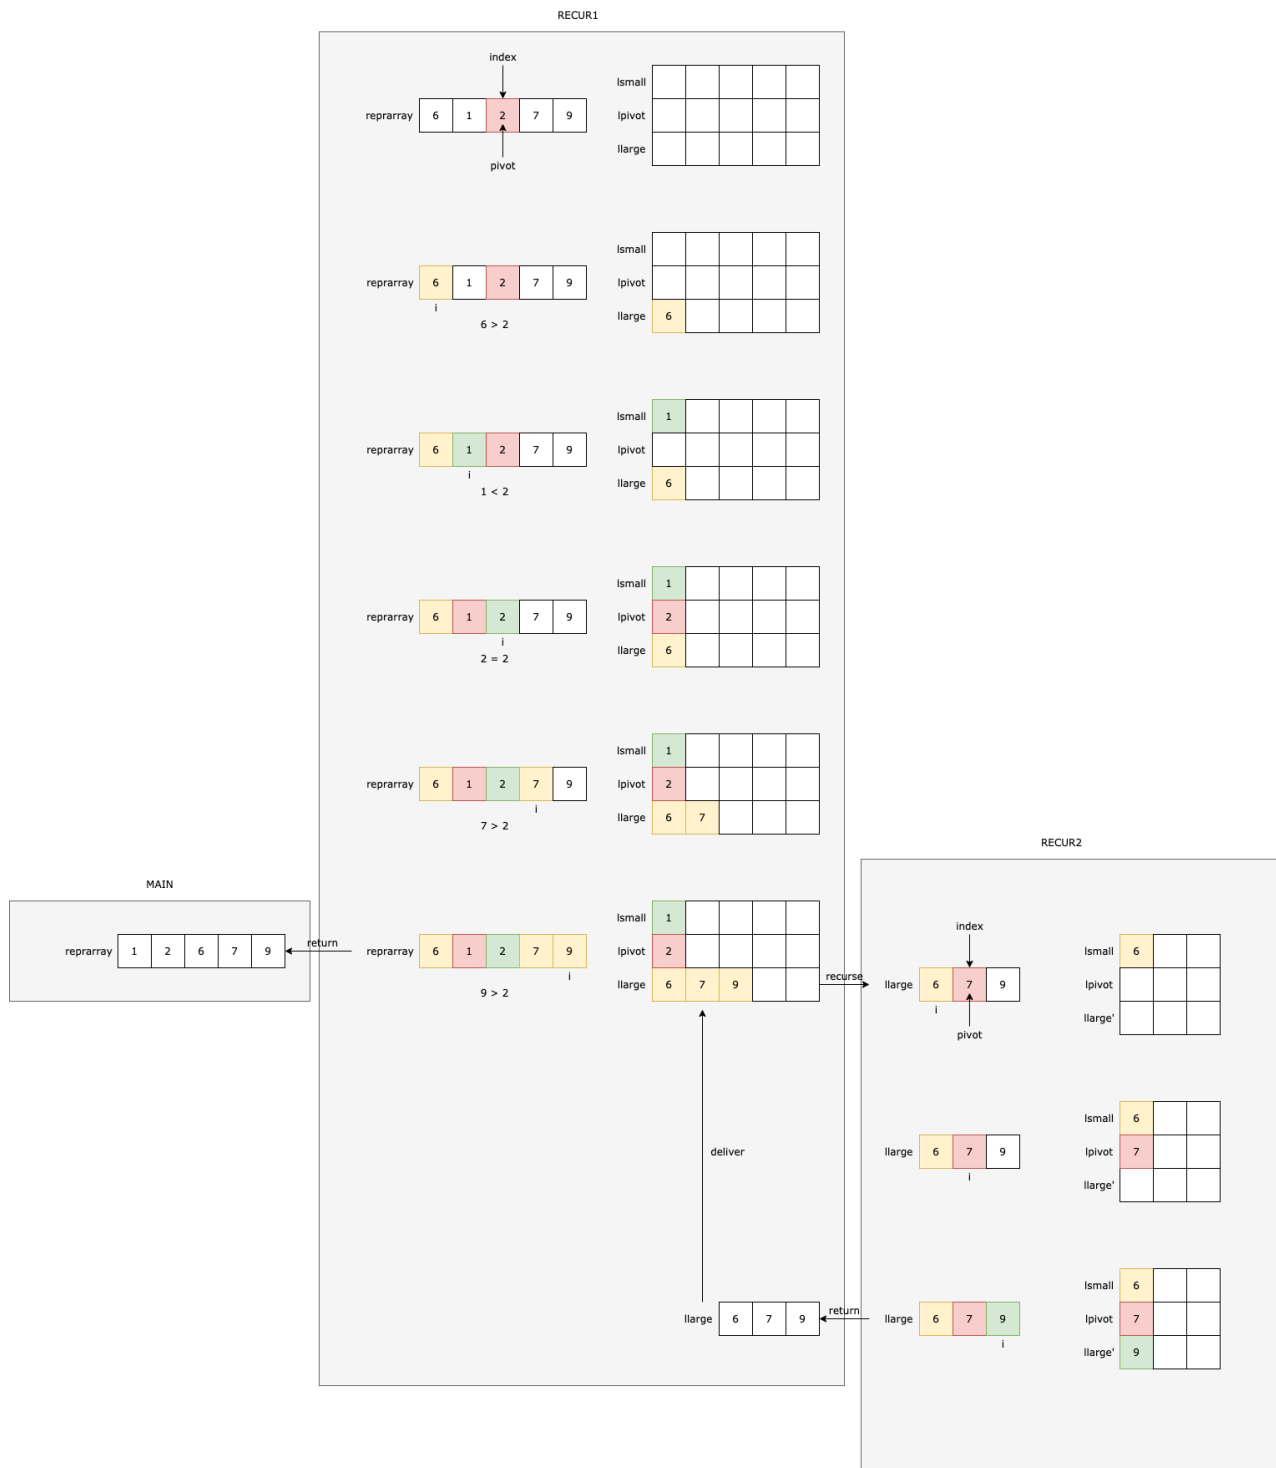 RECUR1
index
reprarray 6 1 2 7 9
pivot
lsmall
lpivot
llarge
reprarray 6 1 2 7 9
i
6 > 2
lsmall
lpivot
llarge 6
reprarray 6 1 2 7 9
i
1 < 2
lsmall 1
lpivot
llarge 6
reprarray 6 1 2 7 9
i
2 = 2
lsmall 1
lpivot 2
llarge 6
reprarray 6 1 2 7 9
i
7 > 2
lsmall 1
lpivot 2
llarge 6 7
MAIN
reprarray 1 2 6 7 9
return
reprarray 6 1 2 7 9
i
9 > 2
lsmall 1
lpivot 2
llarge 6 7 9
recurse
deliver
llarge 6 7 9
return
RECUR2
index
llarge 6 7 9
i
pivot
lsmall 6
lpivot
llarge'
llarge 6 7 9
i
lsmall 6
lpivot 7
llarge'
llarge 6 7 9
i
lsmall 6
lpivot 7
llarge' 9